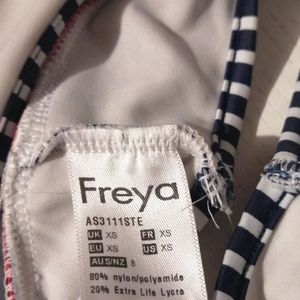 Freya
AS3111STE
UK XS FR XS
EU XS US XS
AUS/NZ 8
80% nylon/polyamide
20% Extra Life Lycra